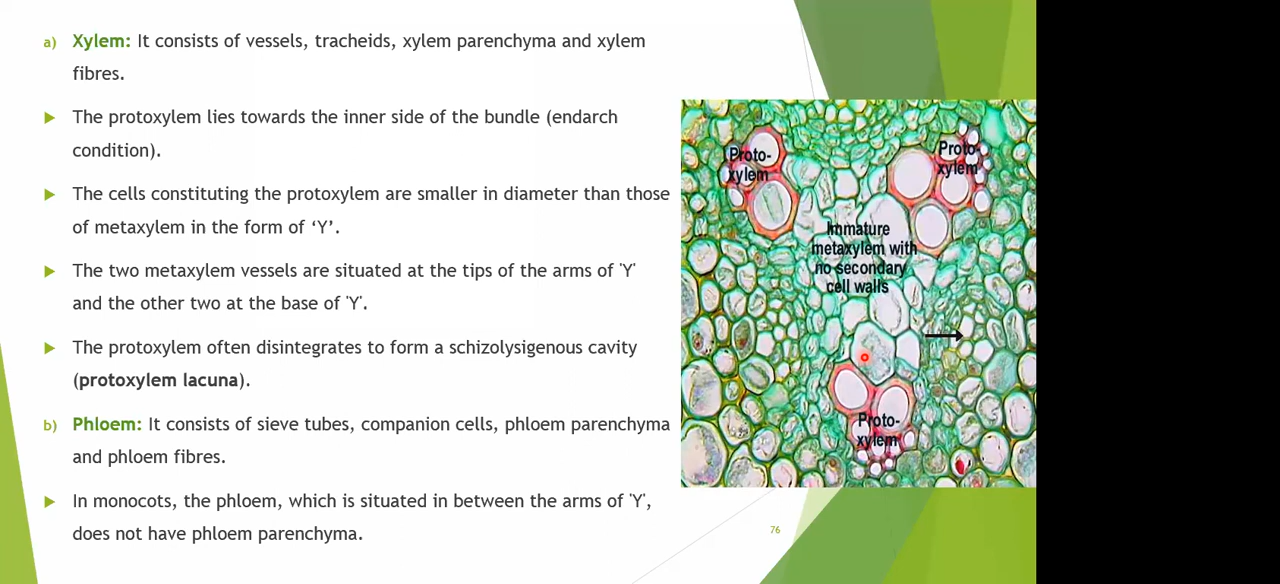 a) Xylem: It consists of vessels, tracheids, xylem parenchyma and xylem
fibres.
The protoxylem lies towards the inner side of the bundle (endarch
condition).
The cells constituting the protoxylem are smaller in diameter than those
of metaxylem in the form of ‘Y’.
The two metaxylem vessels are situated at the tips of the arms of 'Y'
and the other two at the base of 'Y'.
The protoxylem often disintegrates to form a schizolysigenous cavity
(protoxylem lacuna).
b) Phloem: It consists of sieve tubes, companion cells, phloem parenchyma
and phloem fibres.
In monocots, the phloem, which is situated in between the arms of 'Y',
does not have phloem parenchyma.
Proto-
xylem
Proto-
xylem
Immature
metaxylem with
no secondary
cell walls
Proto-
xylem
76